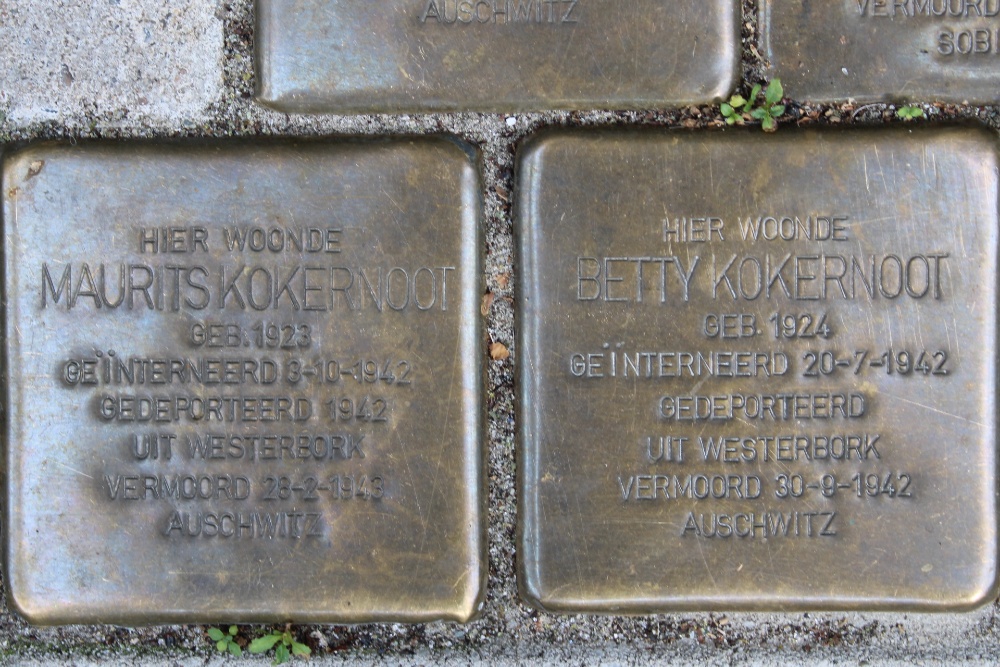 AUSCHWITZ
VERMOORD
SOBI
HIER WOONDE
MAURITS KOKERNOOT
GEB. 1923
GEÏNTERNEERD 3-10-1942
GEDEPORTEERD 1942
UIT WESTERBORK
VERMOORD 28-2-1943
AUSCHWITZ
HIER WOONDE
BETTY KOKERNOOT
GEB. 1924
GEÏNTERNEERD 20-7-1942
GEDEPORTEERD
UIT WESTERBORK
VERMOORD 30-9-1942
AUSCHWITZ